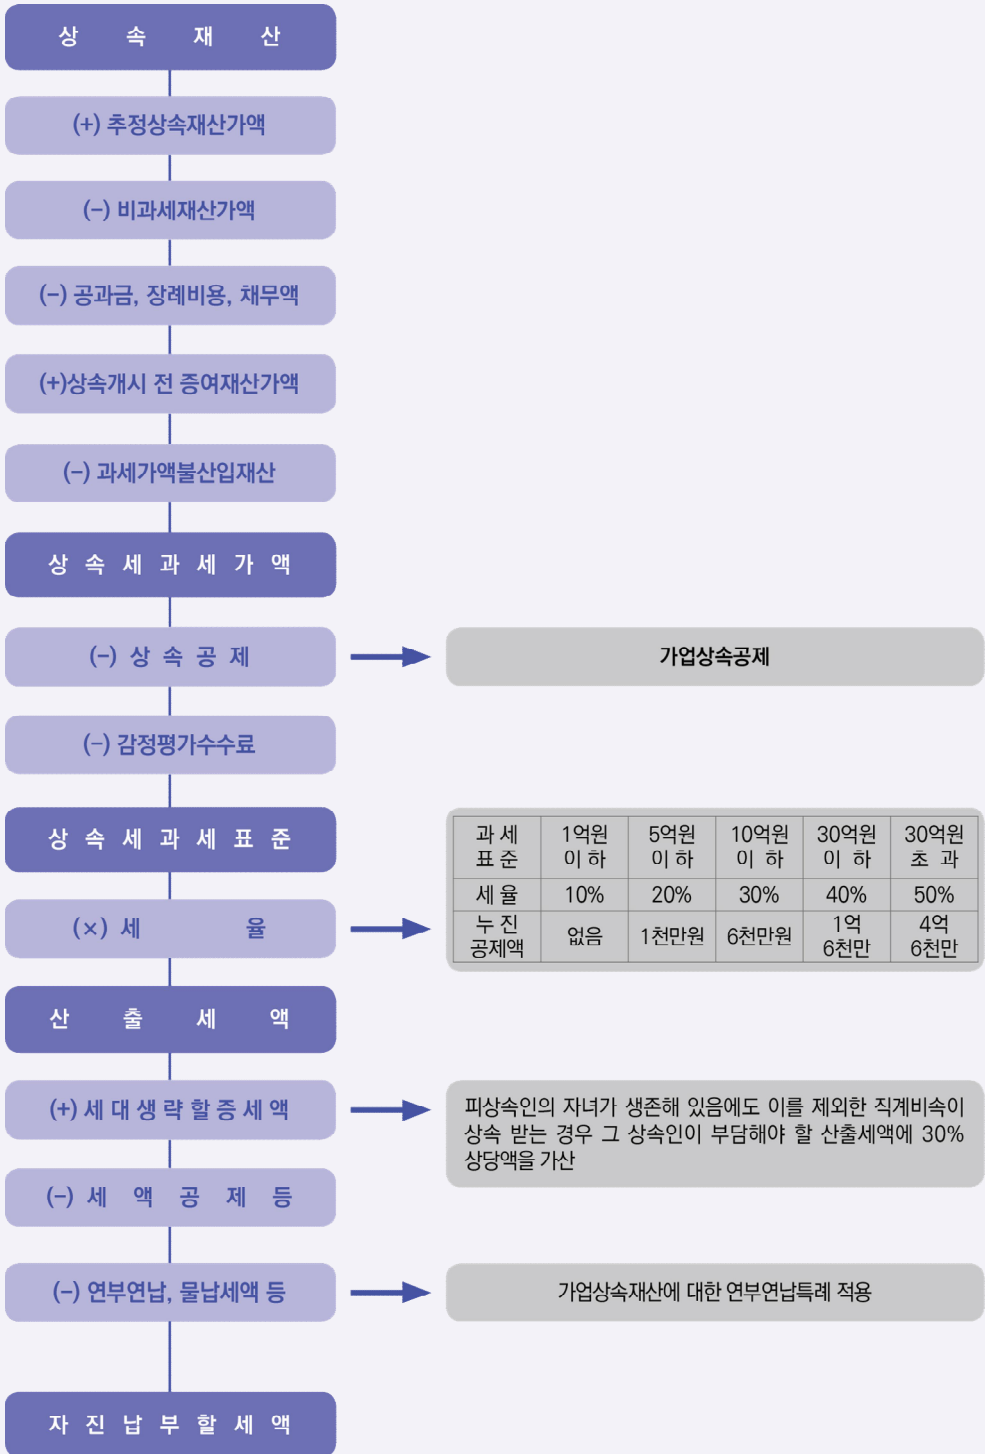 상 속 재 산
(+) 추정상속재산가액
(-) 비과세재산가액
(-) 공과금, 장례비용, 채무액
(+)상속개시 전 증여재산가액
(-) 과세가액불산입재산
상 속 세 과 세 가 액
(-) 상 속 공 제
가업상속공제
(-) 감정평가수수료
상 속 세 과 세 표 준
과 세 1억원 5억원 10억원 30억원 30억원
표 준 이 하 이 하 이 하 이 하 초 과
세 율 10% 20% 30% 40% 50%
누 진 없음 1천만원 6천만원 1억 4억
공제액 6천만 6천만
(×) 세 율
산 출 세 액
(+) 세 대 생 략 할 증 세 액
피상속인의 자녀가 생존해 있음에도 이를 제외한 직계비속이
상속 받는 경우 그 상속인이 부담해야 할 산출세액에 30%
상당액을 가산
(-) 세 액 공 제 등
(-) 연부연납, 물납세액 등
가업상속재산에 대한 연부연납특례 적용
자 진 납 부 할 세 액